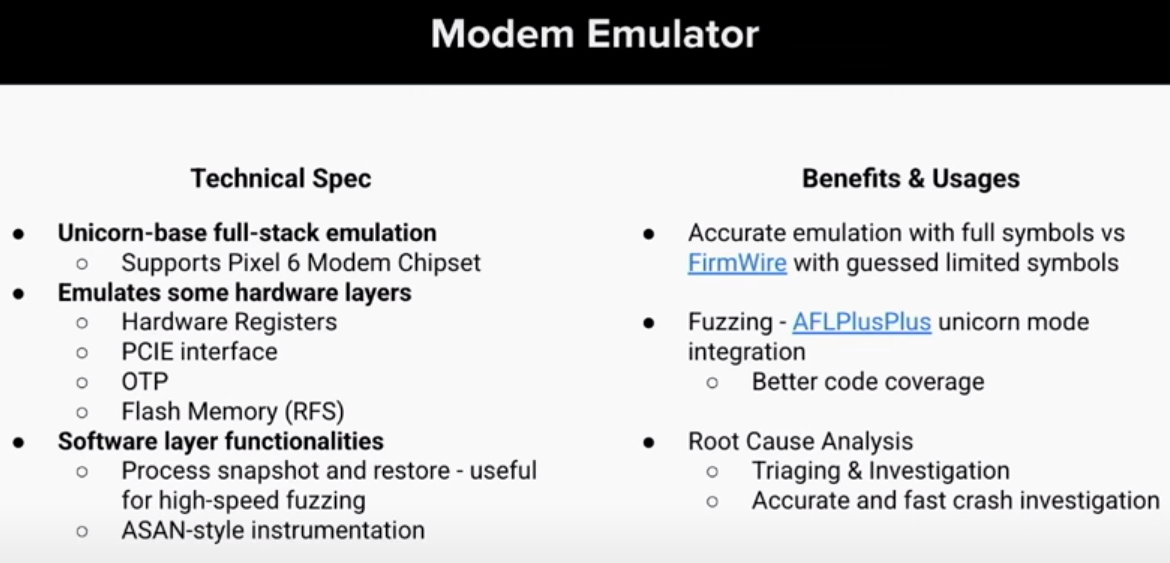 Modem Emulator
Technical Spec
● Unicorn-base full-stack emulation
○ Supports Pixel 6 Modem Chipset
● Emulates some hardware layers
○ Hardware Registers
○ PCIE interface
○ OTP
○ Flash Memory (RFS)
● Software layer functionalities
○ Process snapshot and restore - useful
for high-speed fuzzing
○ ASAN-style instrumentation
Benefits & Usages
● Accurate emulation with full symbols vs
FirmWire with guessed limited symbols
● Fuzzing - AFLPlusPlus unicorn mode
integration
○ Better code coverage
● Root Cause Analysis
○ Triaging & Investigation
○ Accurate and fast crash investigation